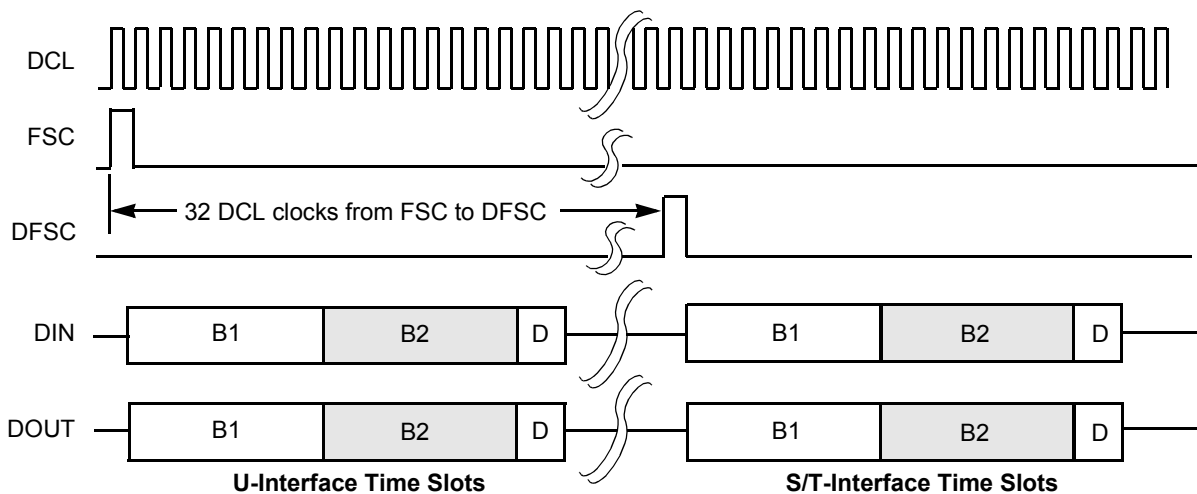 DCL
FSC
32 DCL clocks from FSC to DFSC
DFSC
DIN B1 B2 D B1 B2 D
DOUT B1 B2 D B1 B2 D
U-Interface Time Slots S/T-Interface Time Slots